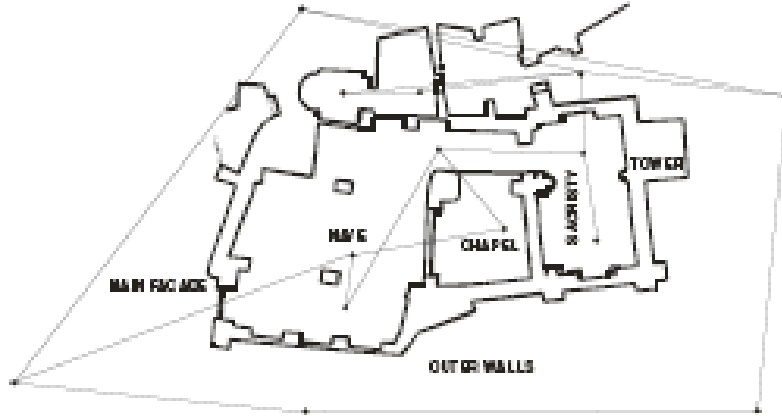 TOWER
SACRISTY
NAVE
CHAPEL
MAIN FACADE
OUTER WALLS